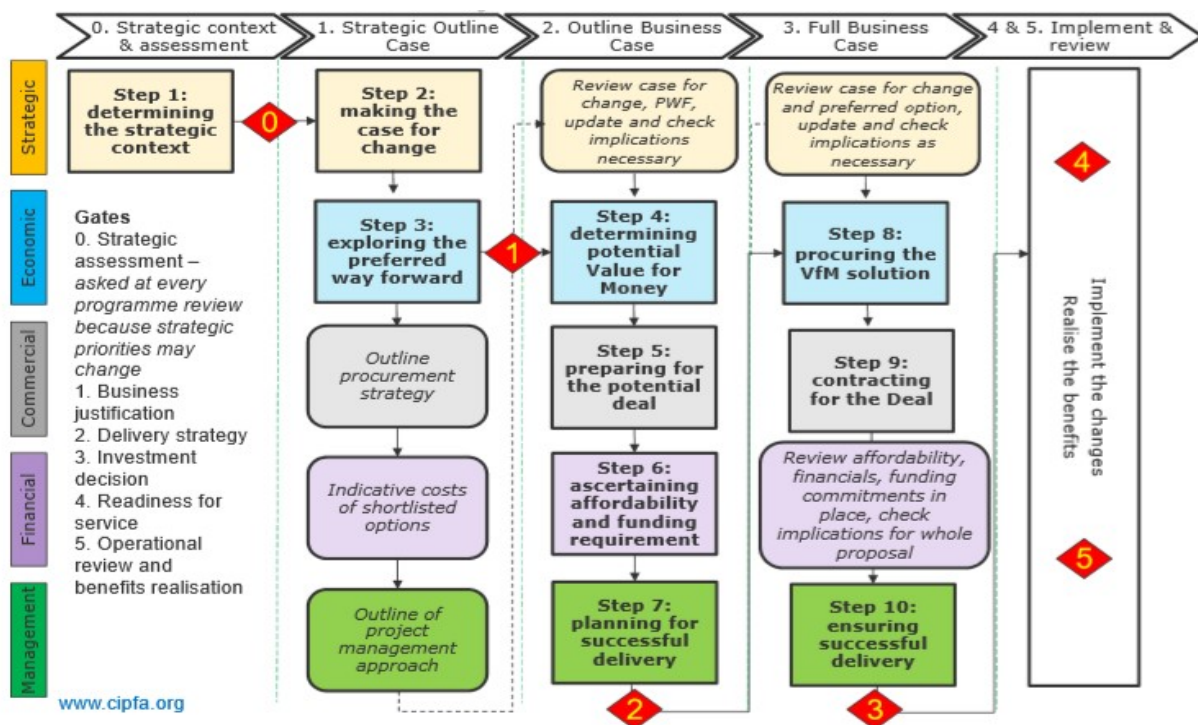 0. Strategic context
& assessment
1. Strategic Outline
Case
2. Outline Business
Case
3. Full Business
Case
4 & 5. Implement &
review
Strategic
Step 1:
determining
the strategic
context
0
Step 2:
making the
case for
change
Review case for
change, PWF,
update and check
implications
necessary
Review case for change
and preferred option,
update and check
implications as
necessary
4
Economic
Gates
0. Strategic
assessment –
asked at every
programme review
because strategic
priorities may
change
1. Business
justification
2. Delivery strategy
3. Investment
decision
4. Readiness for
service
5. Operational
review and
benefits realisation
Step 3:
exploring the
preferred
way forward
1
Step 4:
determining
potential
Value for
Money
Step 8:
procuring the
VfM solution
Implement the changes
Realise the benefits
Commercial
Outline
procurement
strategy
Step 5:
preparing for
the potential
deal
Step 9:
contracting
for the Deal
Financial
Indicative costs
of shortlisted
options
Step 6:
ascertaining
affordability
and funding
requirement
Review affordability,
financials, funding
commitments in
place, check
implications for whole
proposal
5
Management
Outline of
project
management
approach
Step 7:
planning for
successful
delivery
Step 10:
ensuring
successful
delivery
2
3
www.cipfa.org